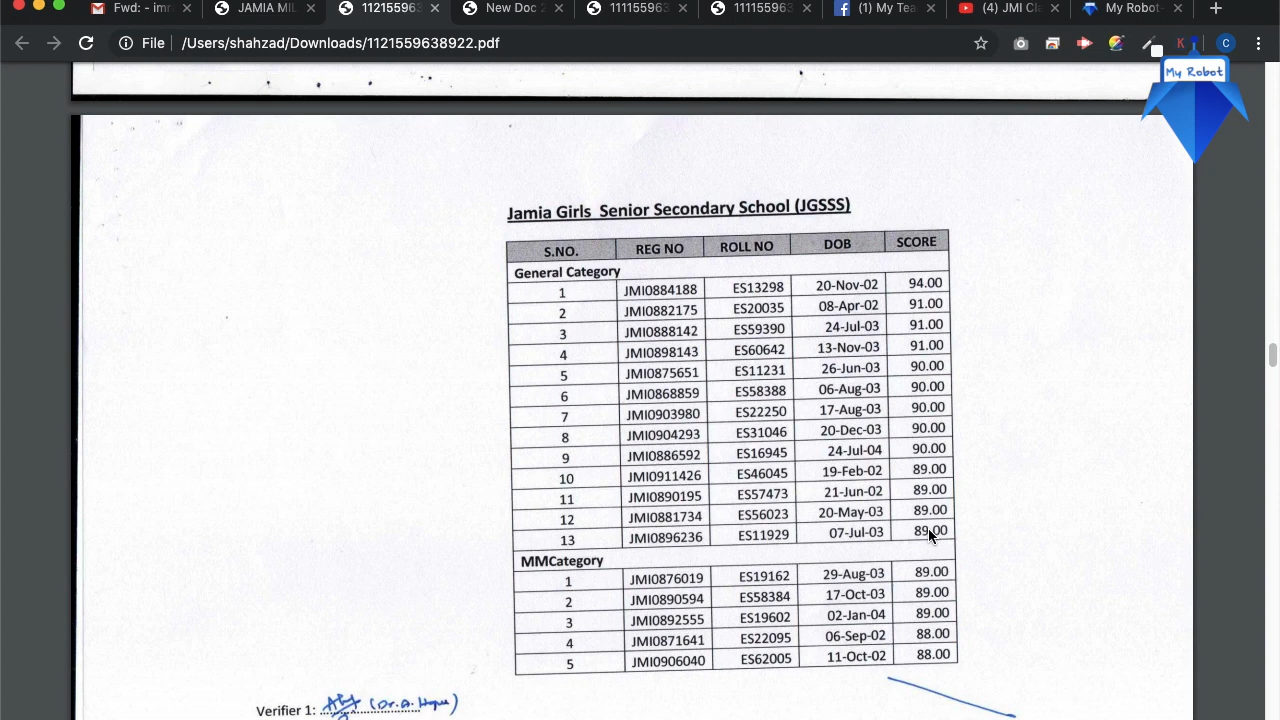 Fwd: - imr
JAMIA MIL
112155963
New Doc 2
111155963
111155963
(1) My Tea
(4) JMI Cl
My Robot-
File /Users/shahzad/Downloads/1121559638922.pdf
K
C
My Robot
Jamia Girls Senior Secondary School (JGSSS)
S.NO. REG NO ROLL NO DOB SCORE
General Category
1 JMI0884188 ES13298 20-Nov-02 94.00
2 JMI0882175 ES20035 08-Apr-02 91.00
3 JMI0888142 ES59390 24-Jul-03 91.00
4 JMI0898143 ES60642 13-Nov-03 91.00
5 JMI0875651 ES11231 26-Jun-03 90.00
6 JMI0868859 ES58388 06-Aug-03 90.00
7 JMI0903980 ES22250 17-Aug-03 90.00
8 JMI0904293 ES31046 20-Dec-03 90.00
9 JMI0886592 ES16945 24-Jul-04 90.00
10 JMI0911426 ES46045 19-Feb-02 89.00
11 JMI0890195 ES57473 21-Jun-02 89.00
12 JMI0881734 ES56023 20-May-03 89.00
13 JMI0896236 ES11929 07-Jul-03 89.00
MMCategory
1 JMI0876019 ES19162 29-Aug-03 89.00
2 JMI0890594 ES58384 17-Oct-03 89.00
3 JMI0892555 ES19602 02-Jan-04 89.00
4 JMI0871641 ES22095 06-Sep-02 88.00
5 JMI0906040 ES62005 11-Oct-02 88.00
Verifier 1: